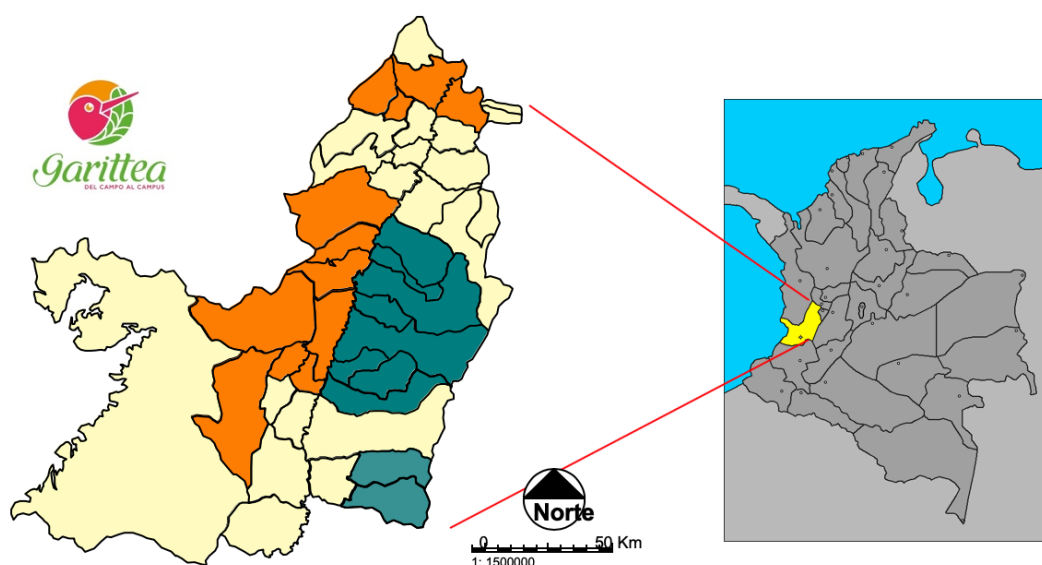 garittea
DEL CAMPO AL CAMPUS
Norte
0 50 Km
1: 1500000